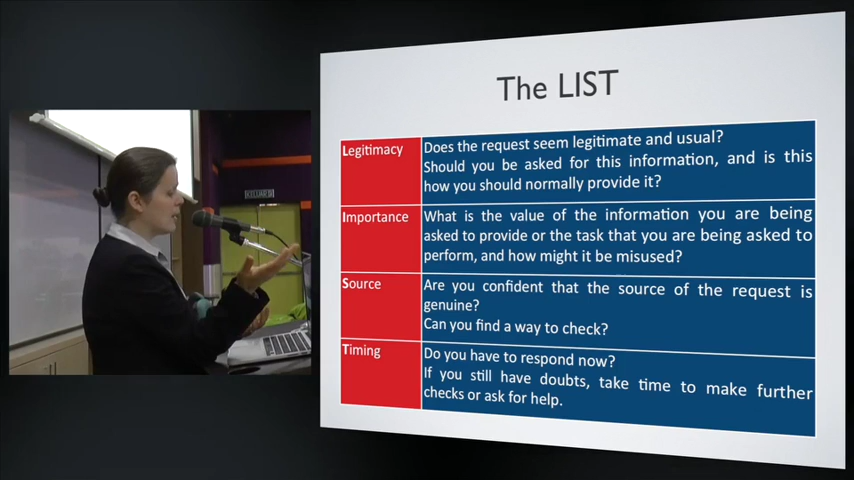 The LIST
Legitimacy
Does the request seem legitimate and usual?
Should you be asked for this information, and is this
how you should normally provide it?
Importance
What is the value of the information you are being
asked to provide or the task that you are being asked to
perform, and how might it be misused?
Source
Are you confident that the source of the request is
genuine?
Can you find a way to check?
Timing
Do you have to respond now?
If you still have doubts, take time to make further
checks or ask for help.
KELUAR